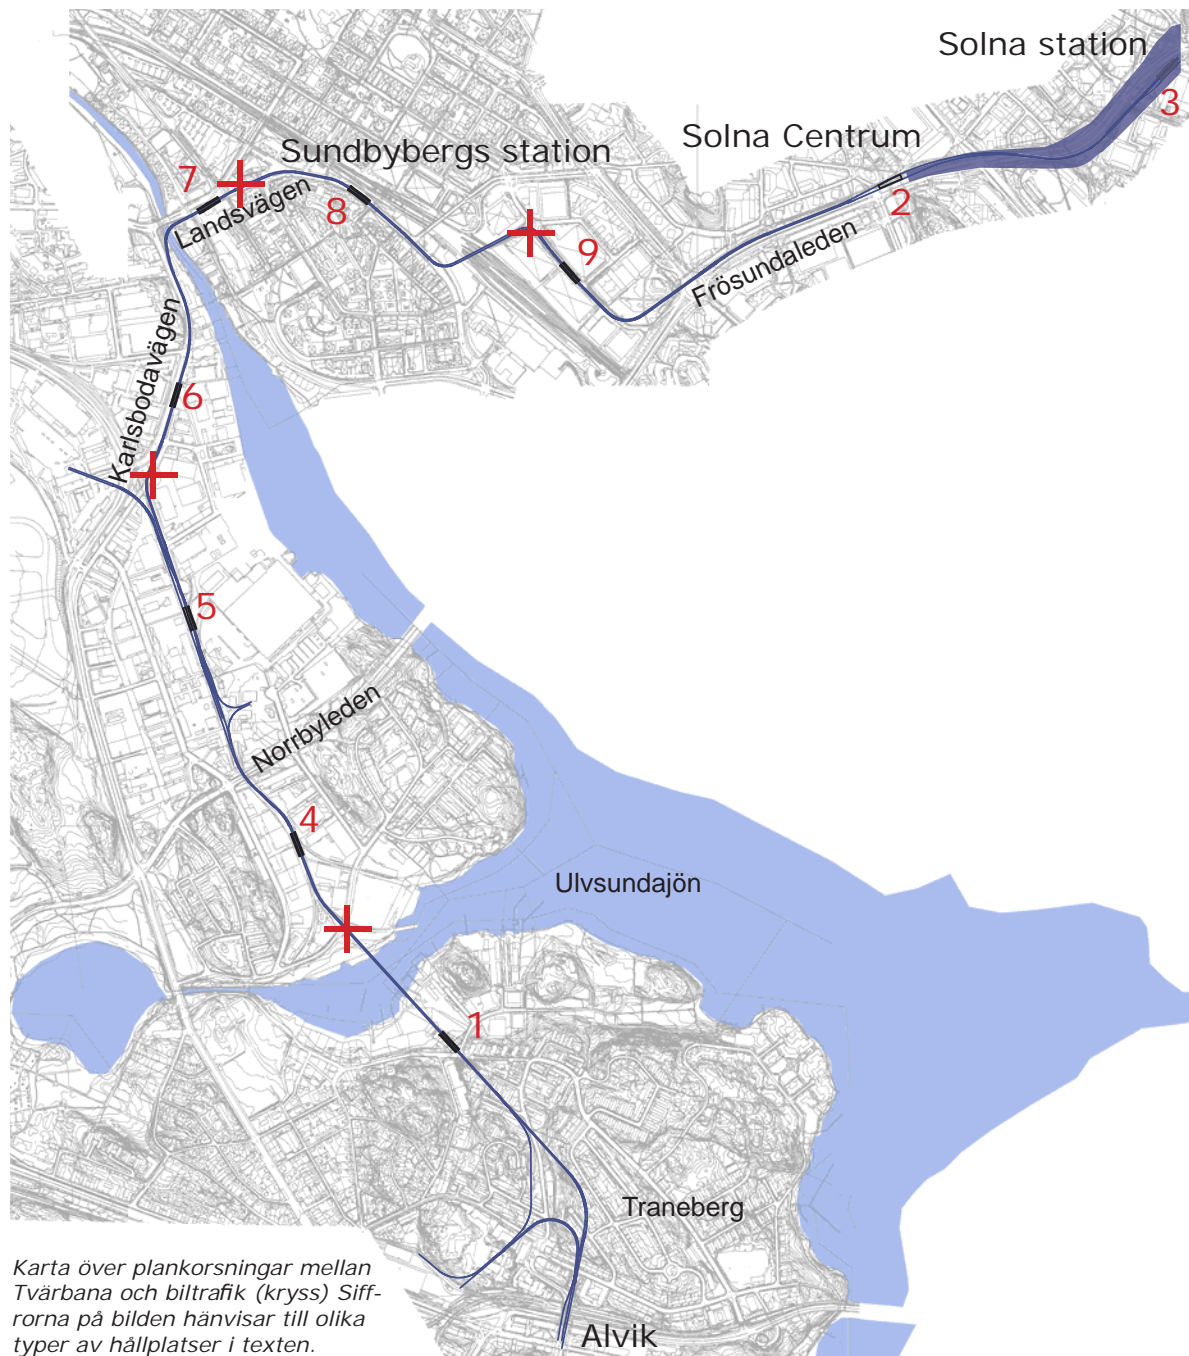 Solna station
3
Solna Centrum
Sundbybergs station
7
8
2
Landsvägen
9
Frösundaleden
Karlsbodavägen
6
5
Norrbyleden
4
Ulvsundajön
1
Traneberg
Karta över plankorsningar mellan
Tvärbana och biltrafik (kryss) Siff-
rorna på bilden hänvisar till olika
typer av hållplatser i texten.
Alvik